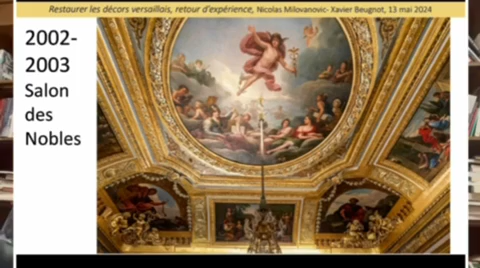 Restaurer les décors versaillais, retour d'expérience, Nicolas Milovanovic- Xavier Beugnot, 13 mai 2024
2002-
2003
Salon
des
Nobles